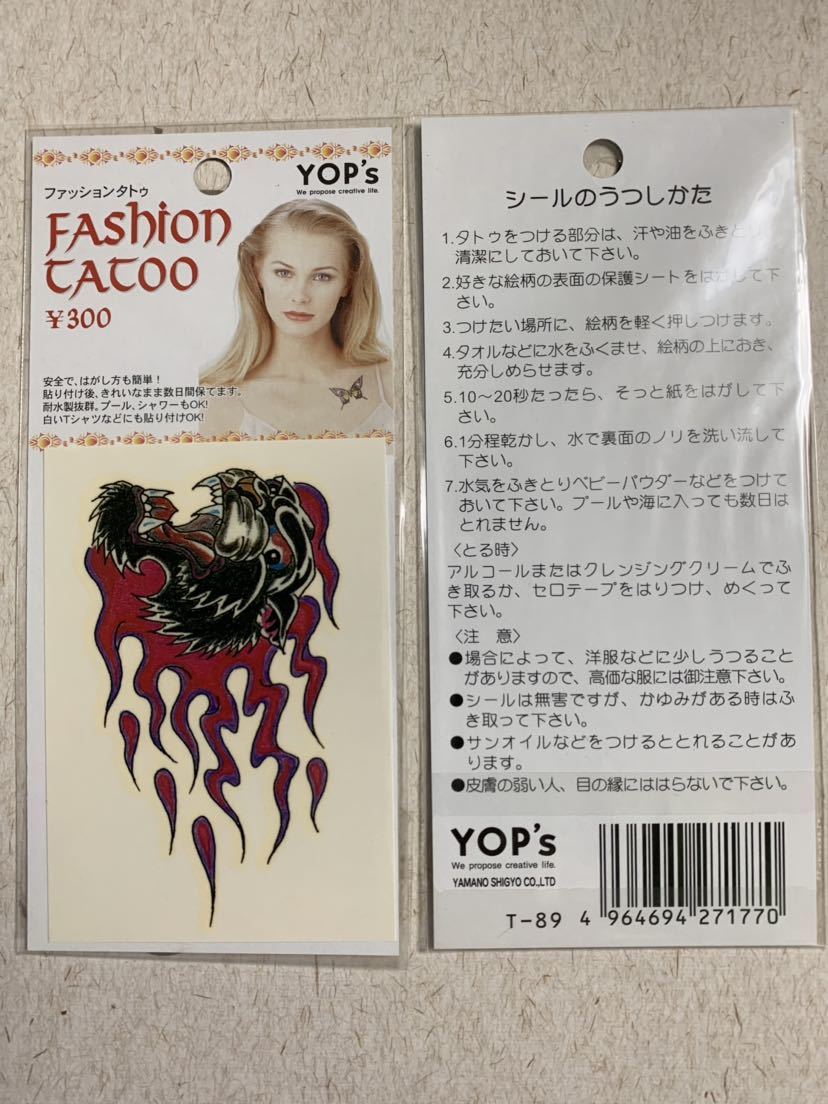 ファッションタトゥ
FASHION
TATOO
¥300
YOP's
We propose creative life.
安全で、はがし方も簡単！
貼り付け後、きれいなまま数日間保てます。
耐水製抜群。プール、シャワーもOK!
白いTシャツなどにも貼り付けOK!
シールのうつしかた
1.タトゥをつける部分は、汗や油をふきとり
清潔にしておいて下さい。
2.好きな絵柄の表面の保護シートをはがして下
さい。
3.つけたい場所に、絵柄を軽く押しつけます。
4.タオルなどに水をふくませ、絵柄の上におき、
充分しめらせます。
5.10〜20秒たったら、そっと紙をはがして下
さい。
6.1分程乾かし、水で裏面のノリを洗い流して
下さい。
7.水気をふきとりベビーパウダーなどをつけて
おいて下さい。プールや海に入っても数日は
とれません。
〈とる時〉
アルコールまたはクレンジングクリームでふ
き取るか、セロテープをはりつけ、めくって
下さい。
〈注　意〉
●場合によって、洋服などに少しうつること
がありますので、高価な服には御注意下さい。
●シールは無害ですが、かゆみがある時はふ
き取って下さい。
●サンオイルなどをつけるととれることがあ
ります。
●皮膚の弱い人、目の縁にははらないで下さい。
YOP's
We propose creative life.
YAMANO SHIGYO CO.,LTD
T-89 4 964694 271770